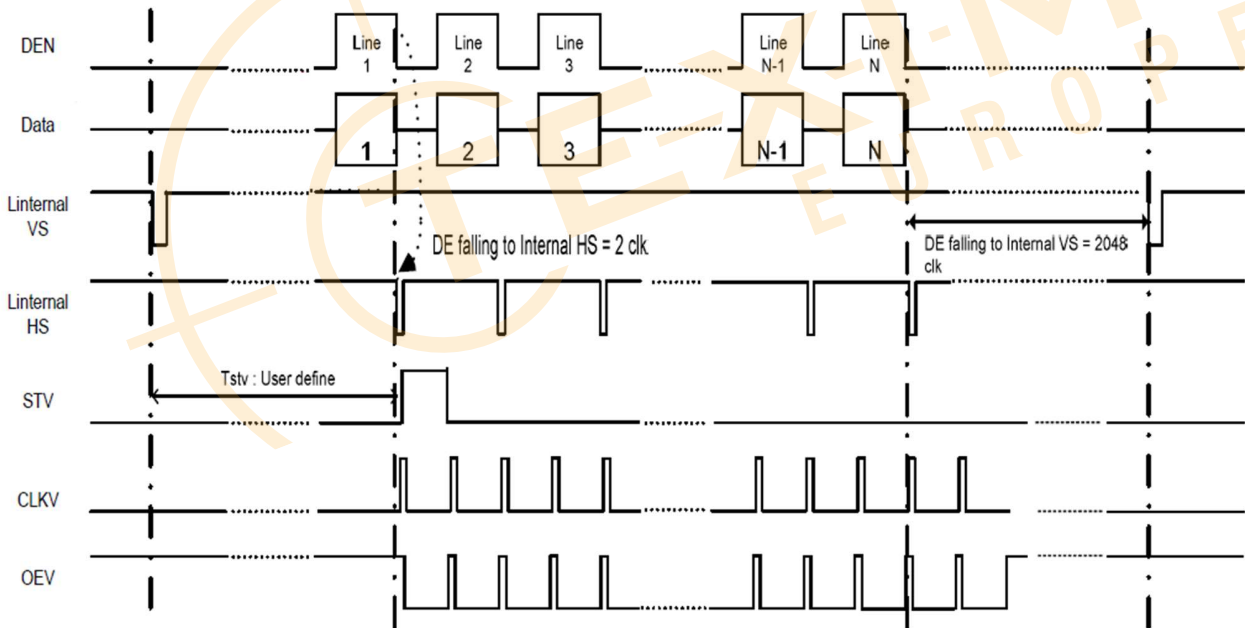 DEN
Line
1
Line
2
Line
3
Line
N-1
Line
N
Data
1
2
3
N-1
N
Linternal
VS
DE falling to Internal HS = 2 clk
DE falling to Internal VS = 2048
clk
Linternal
HS
Tstv : User define
STV
CLKV
OEV
TEXIM
EUROPE